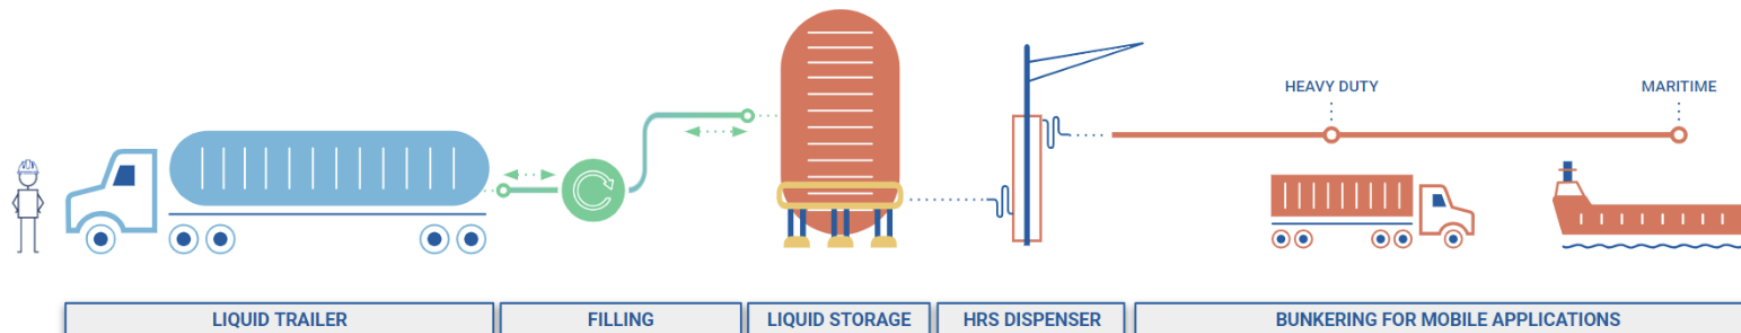 HEAVY DUTY
MARITIME
LIQUID TRAILER
FILLING
LIQUID STORAGE
HRS DISPENSER
BUNKERING FOR MOBILE APPLICATIONS